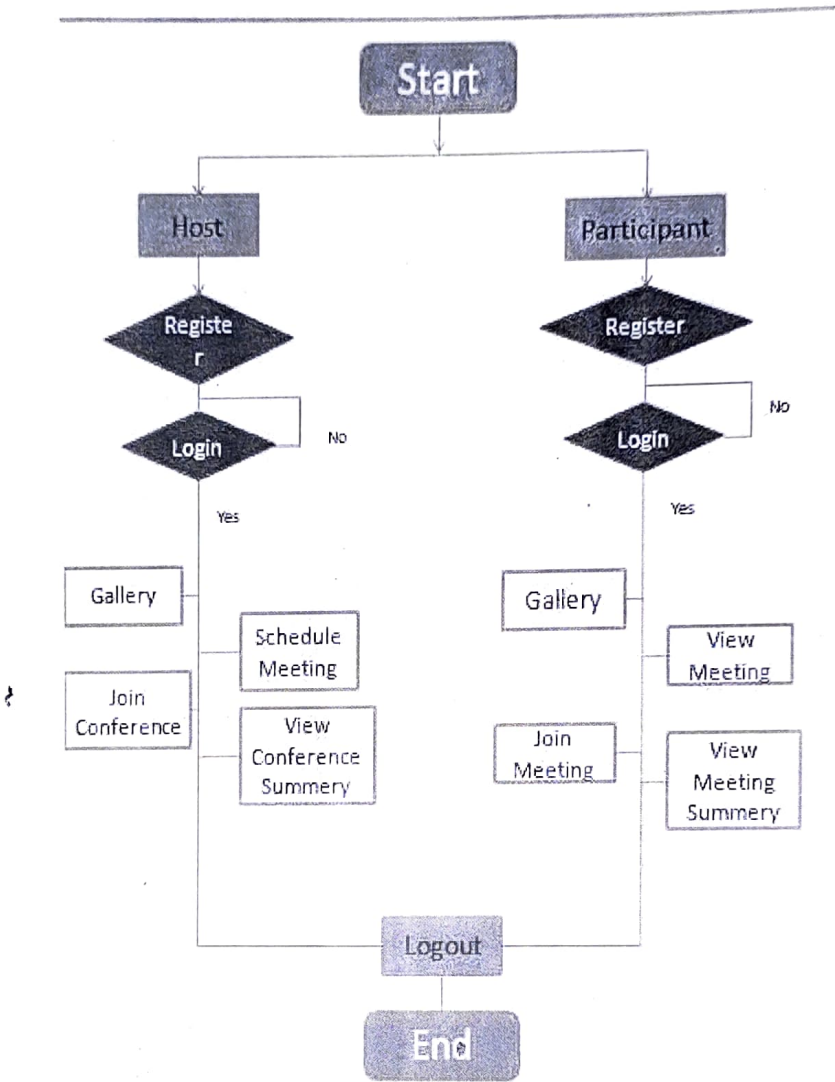 Start
Host
Participant
Registe
r
Register
Login
No
Login
No
Yes
Yes
Gallery
Gallery
Schedule
Meeting
View
Meeting
Join
Conference
View
Conference
Summery
Join
Meeting
View
Meeting
Summery
Logout
End